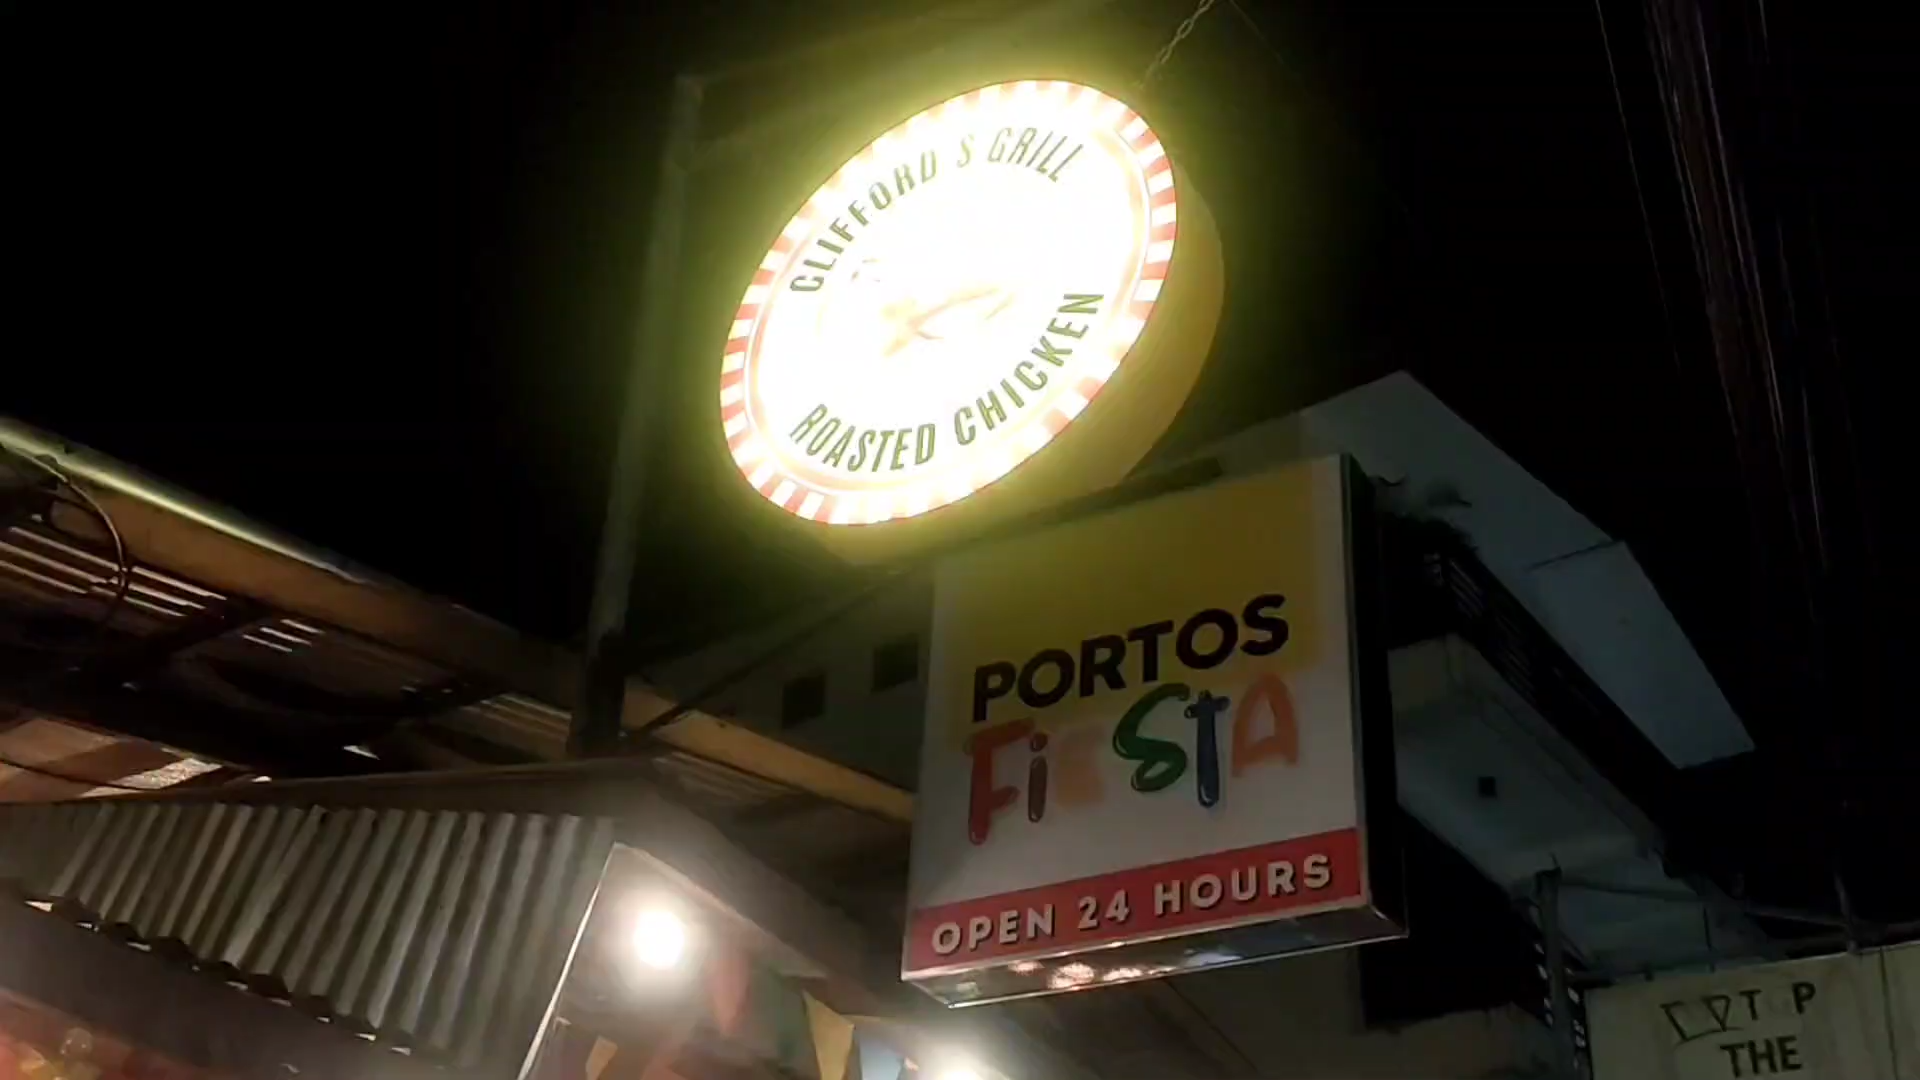 CLIFFORD S GRILL
ROASTED CHICKEN
PORTOS
FiESTA
OPEN 24 HOURS
THE